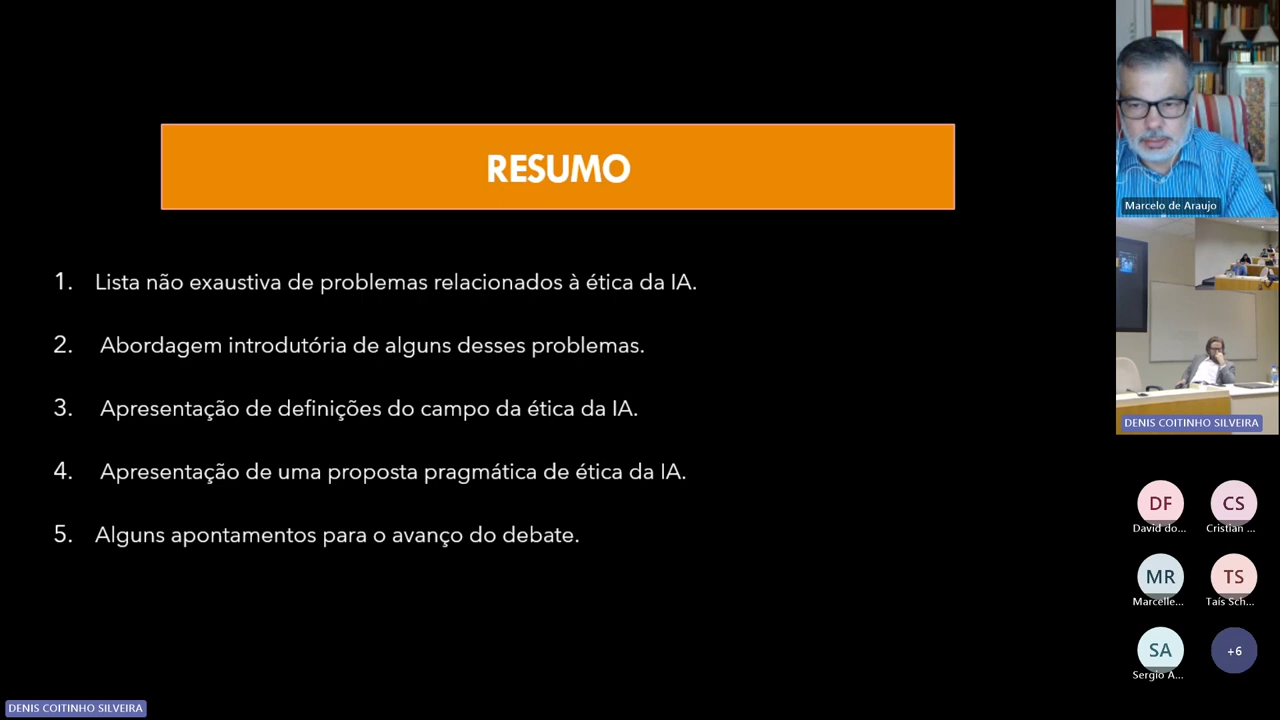 RESUMO
1. Lista não exaustiva de problemas relacionados à ética da IA.
2. Abordagem introdutória de alguns desses problemas.
3. Apresentação de definições do campo da ética da IA.
4. Apresentação de uma proposta pragmática de ética da IA.
5. Alguns apontamentos para o avanço do debate.
Marcelo de Araujo
DENIS COITINHO SILVEIRA
DF
CS
David do...
Cristian ...
MR
TS
Marcelle...
Taís Sch...
SA
+6
Sergio A...
DENIS COITINHO SILVEIRA